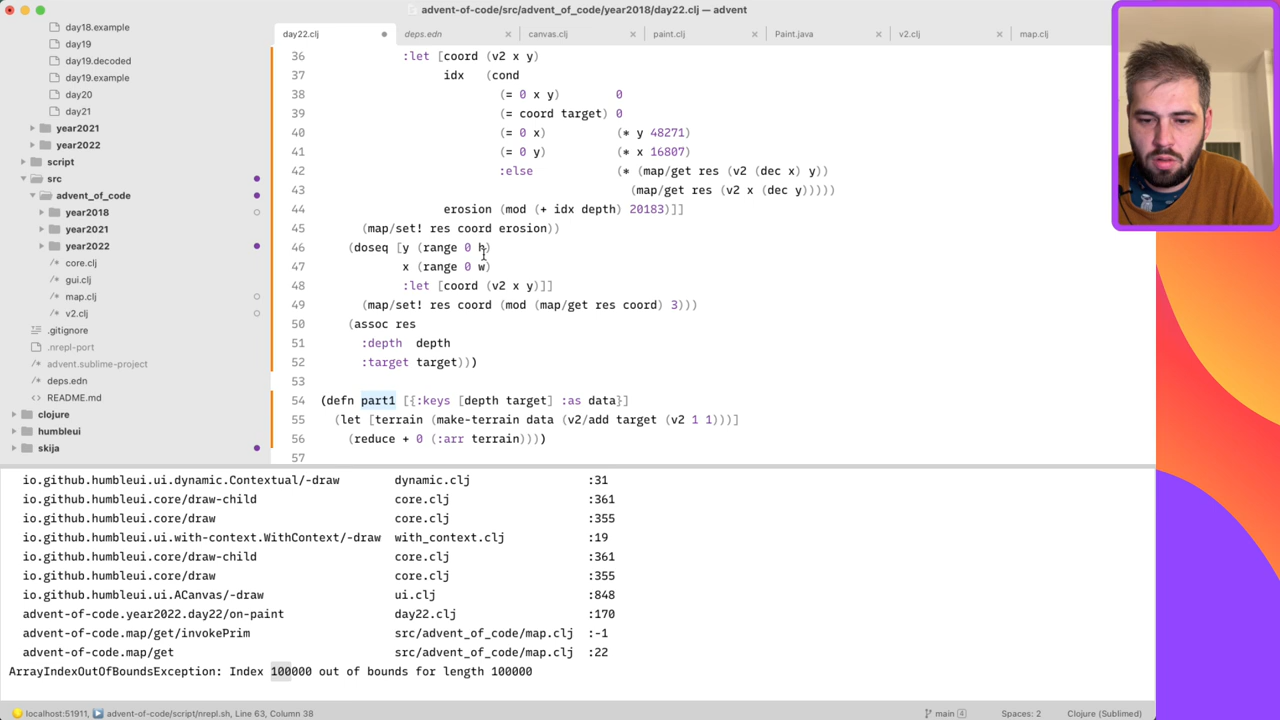 advent-of-code/src/advent_of_code/year2018/day22.clj — advent
day22.clj
deps.edn
canvas.clj
paint.clj
Paint.java
v2.clj
map.clj
day18.example
day19
day19.decoded
day19.example
day20
day21
year2021
year2022
script
src
advent_of_code
year2018
year2021
year2022
/* core.clj
/* gui.clj
/* map.clj
/* v2.clj
.gitignore
.nrepl-port
advent.sublime-project
/* deps.edn
<> README.md
clojure
humbleui
skija
36 :let [coord (v2 x y)
37 idx (cond
38 (= 0 x y) 0
39 (= coord target) 0
40 (= 0 x) (* y 48271)
41 (= 0 y) (* x 16807)
42 :else (* (map/get res (v2 (dec x) y))
43 (map/get res (v2 x (dec y)))))
44 erosion (mod (+ idx depth) 20183)]]
45 (map/set! res coord erosion))
46 (doseq [y (range 0 h)
47 x (range 0 w)
48 :let [coord (v2 x y)]]
49 (map/set! res coord (mod (map/get res coord) 3)))
50 (assoc res
51 :depth depth
52 :target target)))
53
54 (defn part1 [{:keys [depth target] :as data}]
55 (let [terrain (make-terrain data (v2/add target (v2 1 1)))]
56 (reduce + 0 (:arr terrain))))
57
io.github.humbleui.ui.dynamic.Contextual/-draw dynamic.clj :31
io.github.humbleui.core/draw-child core.clj :361
io.github.humbleui.core/draw core.clj :355
io.github.humbleui.ui.with-context.WithContext/-draw with_context.clj :19
io.github.humbleui.core/draw-child core.clj :361
io.github.humbleui.core/draw core.clj :355
io.github.humbleui.ui.ACanvas/-draw ui.clj :848
advent-of-code.year2022.day22/on-paint day22.clj :170
advent-of-code.map/get/invokePrim src/advent_of_code/map.clj :-1
advent-of-code.map/get src/advent_of_code/map.clj :22
ArrayIndexOutOfBoundsException: Index 100000 out of bounds for length 100000
localhost:51911, advent-of-code/script/nrepl.sh, Line 63, Column 38
main 4
Spaces: 2
Clojure (Sublimed)